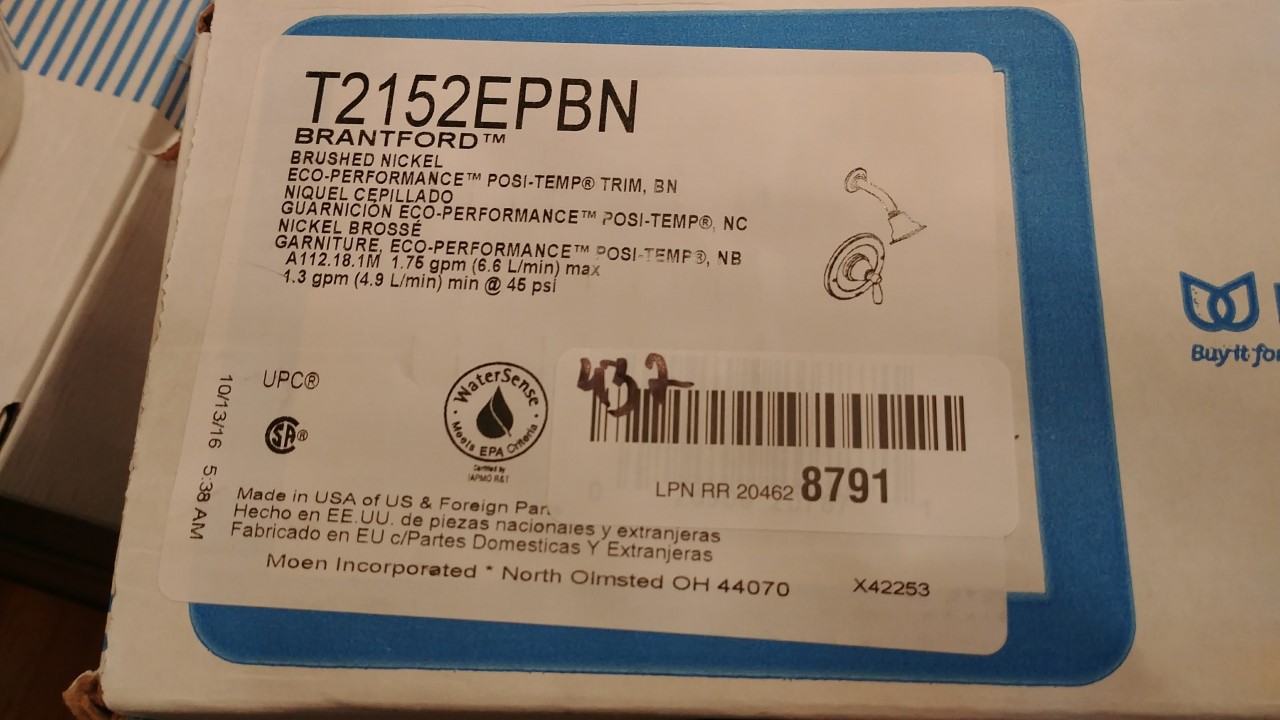 T2152EPBN
BRANTFORD™
BRUSHED NICKEL
ECO-PERFORMANCE™ POSI-TEMP® TRIM, BN
NIQUEL CEPILLADO
GUARNICIÓN ECO-PERFORMANCE™ POSI-TEMP®, NC
NICKEL BROSSÉ
GARNITURE, ECO-PERFORMANCE™ POSI-TEMP®, NB
A112.18.1M 1.75 gpm (6.6 L/min) max
1.3 gpm (4.9 L/min) min @ 45 psi
10/13/16 5:38 AM
UPC®
SA®
WaterSense
Meets EPA Criteria
Certified by
IAPMO R&T
432
LPN RR 20462 8791
Made in USA of US & Foreign Par
Hecho en EE.UU. de piezas nacionales y extranjeras
Fabricado en EU c/Partes Domesticas Y Extranjeras
Moen Incorporated * North Olmsted OH 44070 X42253
Buy it for